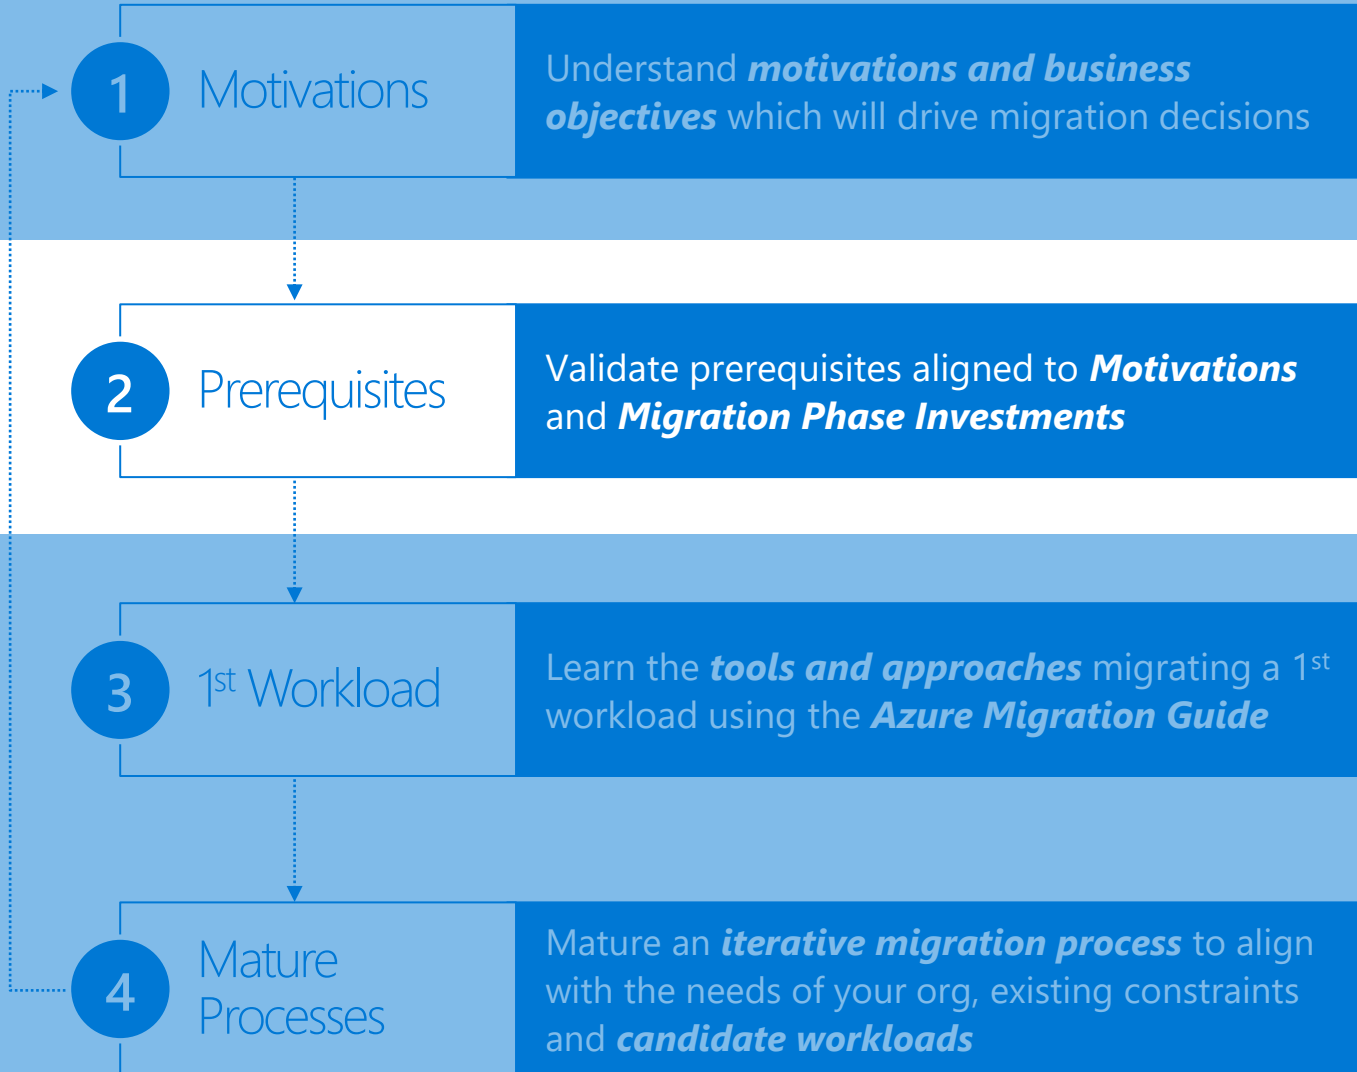 1
Motivations
Understand motivations and business
objectives which will drive migration decisions
2
Prerequisites
Validate prerequisites aligned to Motivations
and Migration Phase Investments
3
1st Workload
Learn the tools and approaches migrating a 1st
workload using the Azure Migration Guide
4
Mature
Processes
Mature an iterative migration process to align
with the needs of your org, existing constraints
and candidate workloads